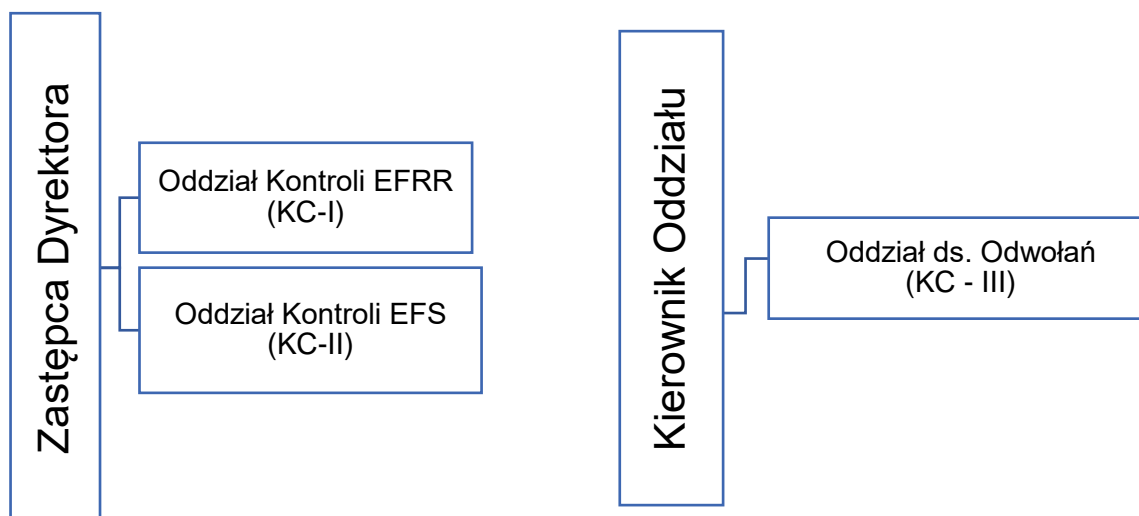 Zastępca Dyrektora
Oddział Kontroli EFRR
(KC-I)
Oddział Kontroli EFS
(KC-II)
Kierownik Oddziału
Oddział ds. Odwołań
(KC - III)